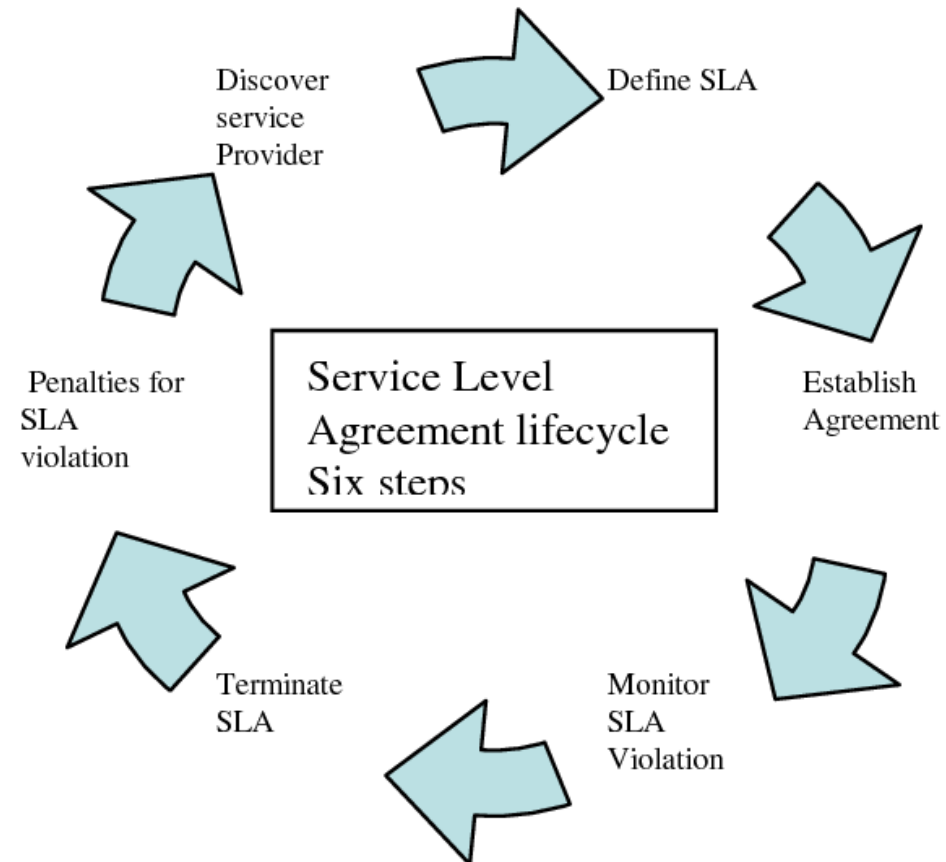 Discover
service
Provider
Define SLA
Establish
Agreement
Monitor
SLA
Violation
Terminate
SLA
Penalties for
SLA
violation
Service Level
Agreement lifecycle
Six steps